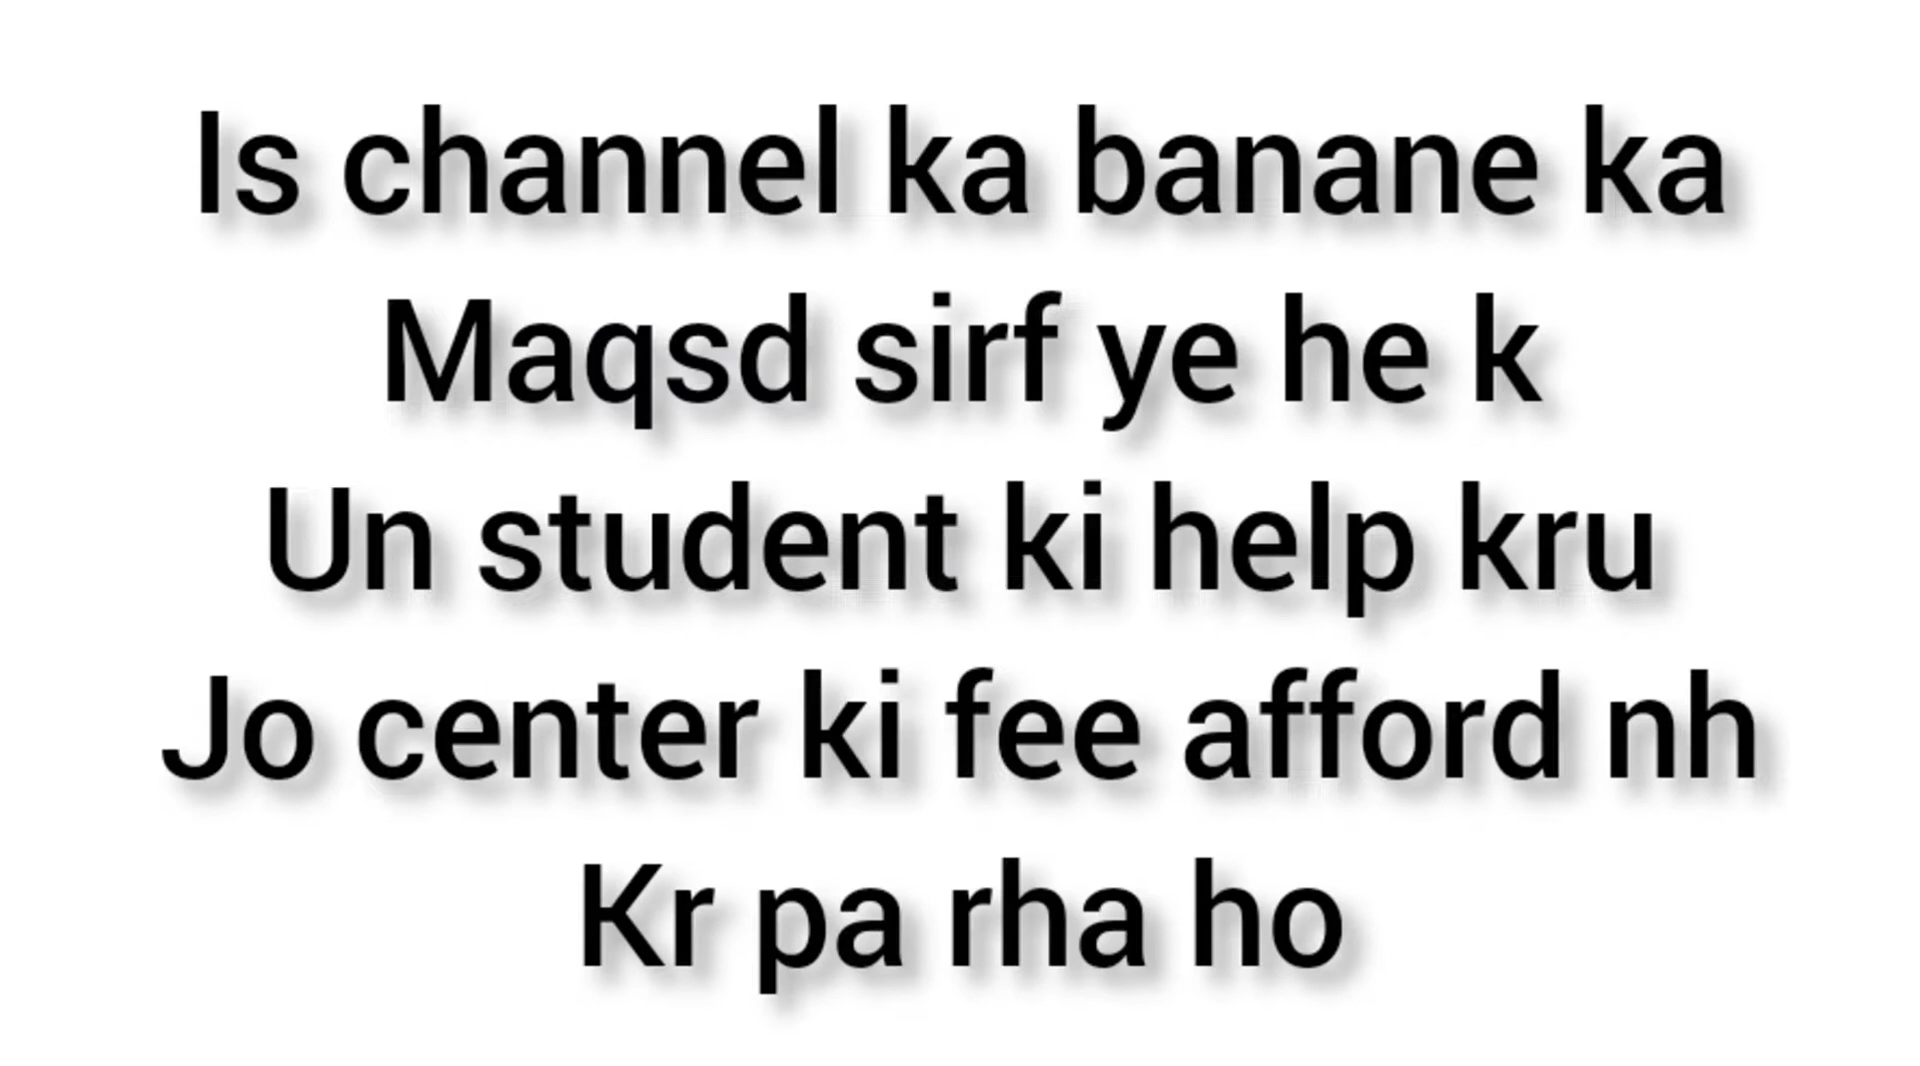 Is channel ka banane ka
Maqsd sirf ye he k
Un student ki help kru
Jo center ki fee afford nh
Kr pa rha ho